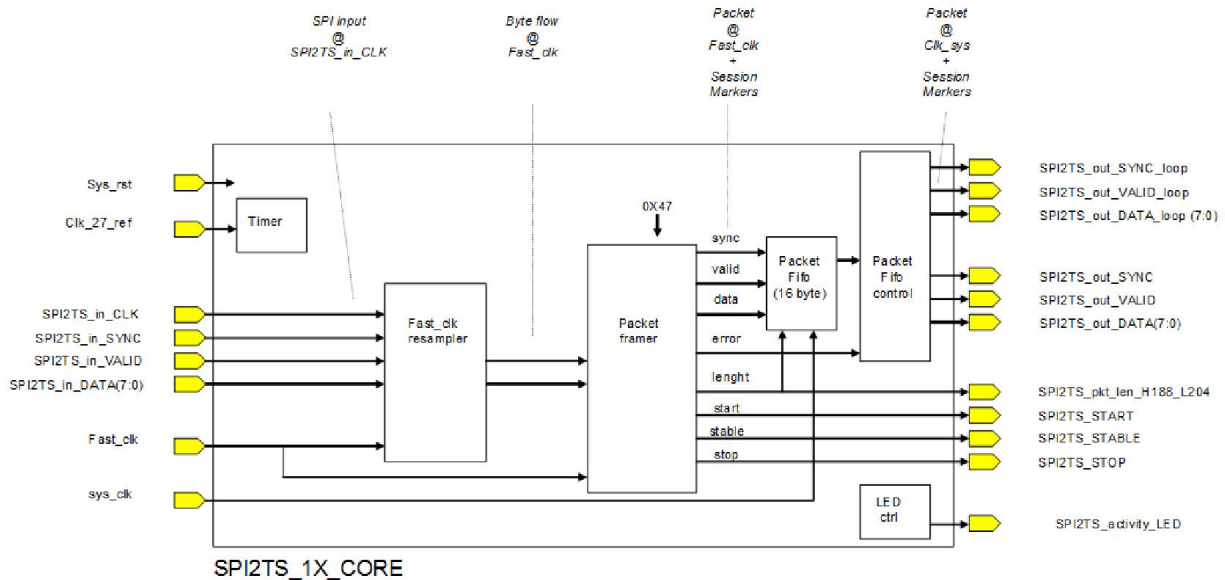 SPI input
@
SPI2TS_in_CLK
Byte flow
@
Fast_clk
Packet
@
Fast_clk
+
Session
Markers
Packet
@
Clk_sys
+
Session
Markers
Sys_rst
Clk_27_ref
Timer
SPI2TS_in_CLK
SPI2TS_in_SYNC
SPI2TS_in_VALID
SPI2TS_in_DATA(7:0)
Fast_clk
sys_clk
Fast_clk
resampler
0X47
Packet
framer
sync
valid
data
error
lenght
start
stable
stop
Packet
Fifo
(16 byte)
Packet
Fifo
control
LED
ctrl
SPI2TS_out_SYNC_loop
SPI2TS_out_VALID_loop
SPI2TS_out_DATA_loop (7:0)
SPI2TS_out_SYNC
SPI2TS_out_VALID
SPI2TS_out_DATA(7:0)
SPI2TS_pkt_len_H188_L204
SPI2TS_START
SPI2TS_STABLE
SPI2TS_STOP
SPI2TS_activity_LED
SPI2TS_1X_CORE